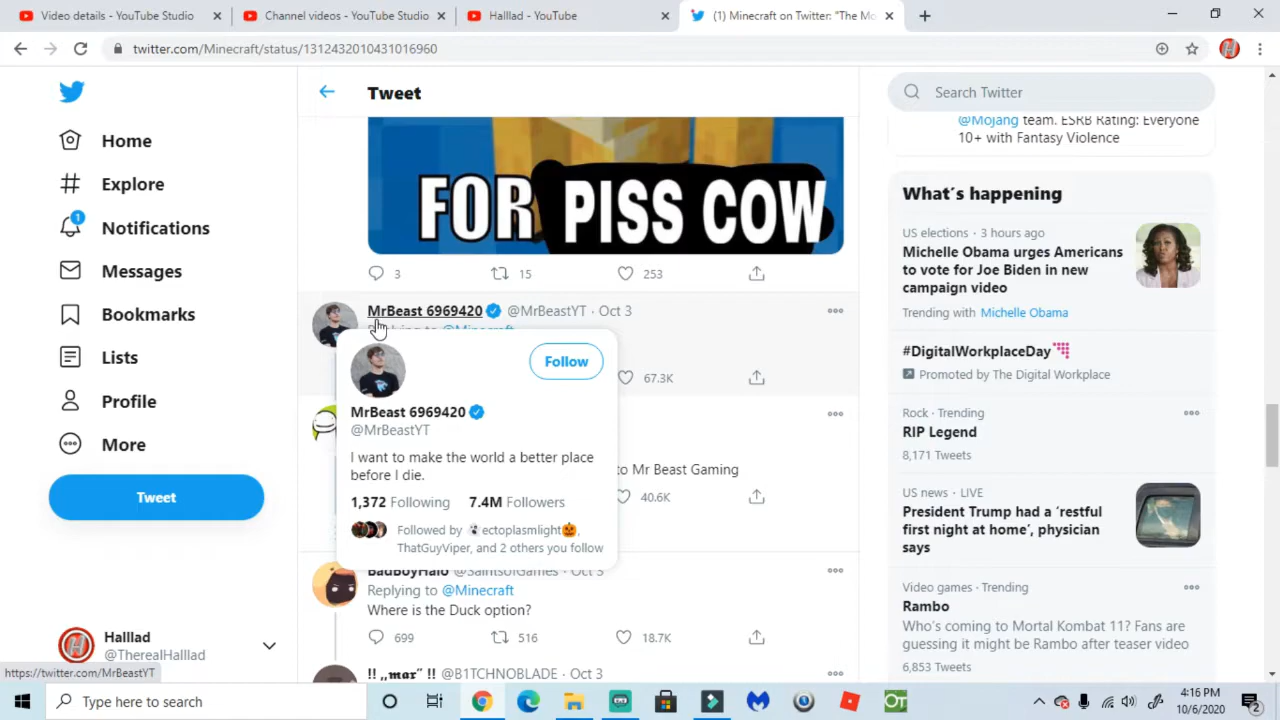 Video details - YouTube Studio
Channel videos - YouTube Studio
Halllad - YouTube
(1) Minecraft on Twitter: "The Mo
twitter.com/Minecraft/status/1312432010431016960
Home
Explore
1
Notifications
Messages
Bookmarks
Lists
Profile
More
Tweet
Halllad
@TherealHalllad
https://twitter.com/MrBeastYT
Tweet
FOR PISS COW
3 15 253
MrBeast 6969420 @MrBeastYT · Oct 3
Replying to @Minecraft
67.3K
Follow
MrBeast 6969420
@MrBeastYT
I want to make the world a better place
before I die.
1,372 Following 7.4M Followers
Followed by ectoplasmlight,
ThatGuyViper, and 2 others you follow
to Mr Beast Gaming
40.6K
BadBoyHalo @SaintsofGames · Oct 3
Replying to @Minecraft
Where is the Duck option?
699 516 18.7K
!! ,,mar" !! @B1TCHNOBLADE · Oct 3
Search Twitter
@Mojang team. ESRB Rating: Everyone
10+ with Fantasy Violence
What's happening
US elections · 3 hours ago
Michelle Obama urges Americans
to vote for Joe Biden in new
campaign video
Trending with Michelle Obama
#DigitalWorkplaceDay
Promoted by The Digital Workplace
Rock · Trending
RIP Legend
8,171 Tweets
US news · LIVE
President Trump had a 'restful
first night at home', physician
says
Video games · Trending
Rambo
Who's coming to Mortal Kombat 11? Fans are
guessing it might be Rambo after teaser video
6,853 Tweets
Type here to search
4:16 PM
10/6/2020
2